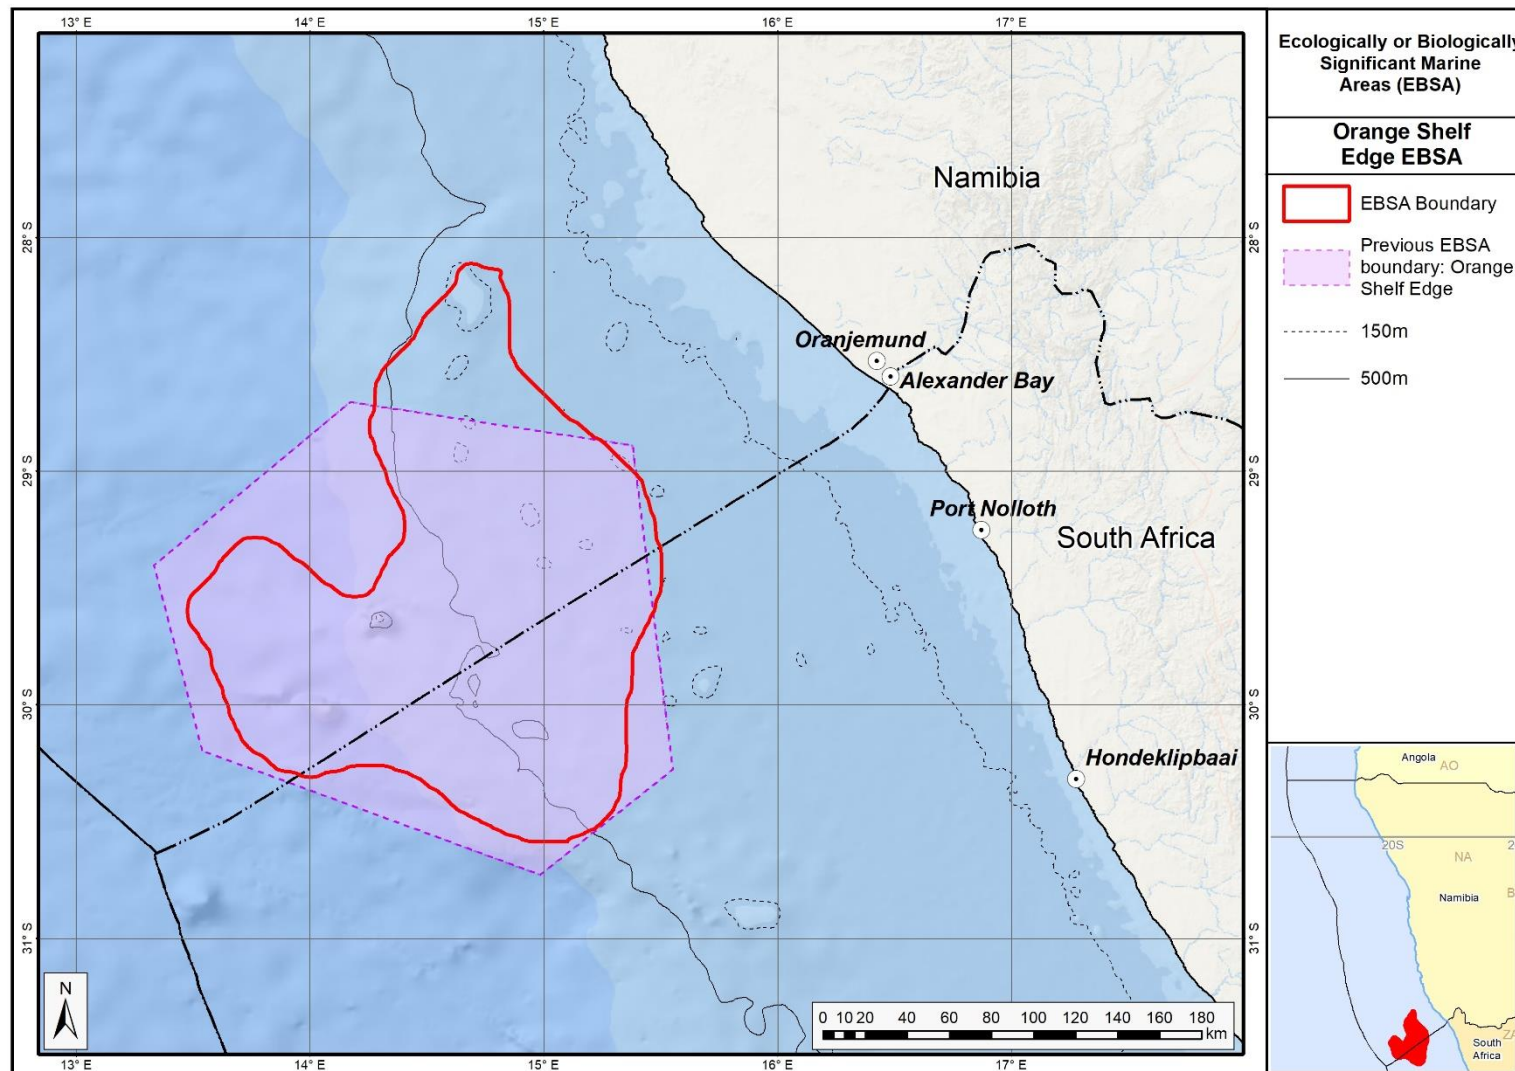 13° E
14° E
15° E
16° E
17° E
28° S
29° S
30° S
31° S
28° S
29° S
30° S
31° S
13° E
14° E
15° E
16° E
17° E
Namibia
Oranjemund
Alexander Bay
Port Nolloth
South Africa
Hondeklipbaai
N
0 10 20 40 60 80 100 120 140 160 180
km
Ecologically or Biologically
Significant Marine
Areas (EBSA)
Orange Shelf
Edge EBSA
EBSA Boundary
Previous EBSA
boundary: Orange
Shelf Edge
150m
500m
Angola
AO
20S
NA
Namibia
B
ZA
South
Africa